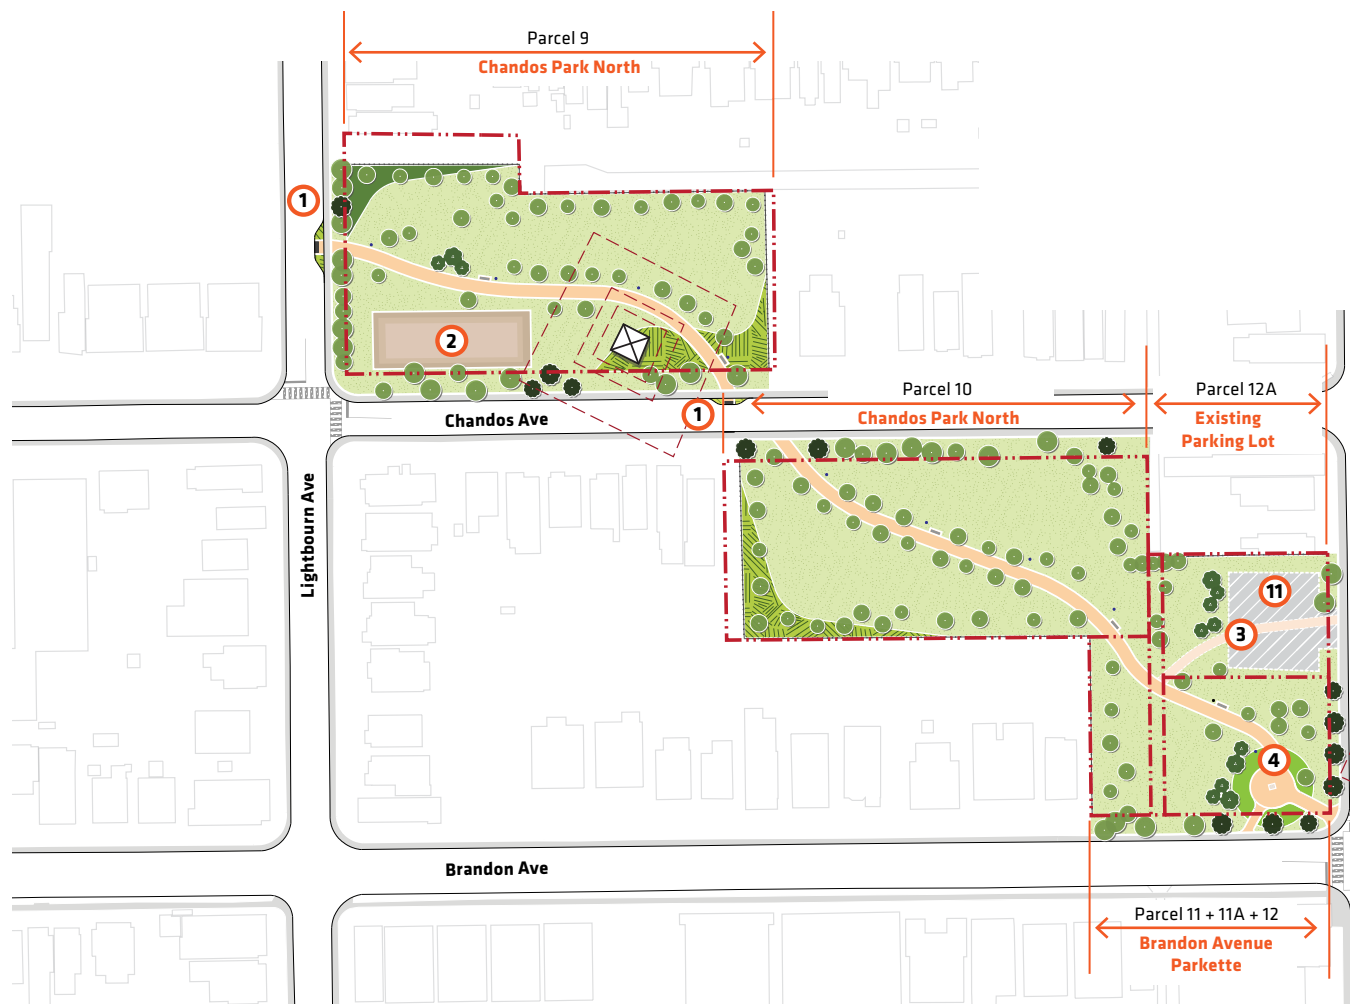 Parcel 9
Chandos Park North
1
2
1
Chandos Ave
Parcel 10
Chandos Park North
Parcel 12A
Existing
Parking Lot
Lightbourn Ave
11
3
4
Brandon Ave
Parcel 11 + 11A + 12
Brandon Avenue
Parkette